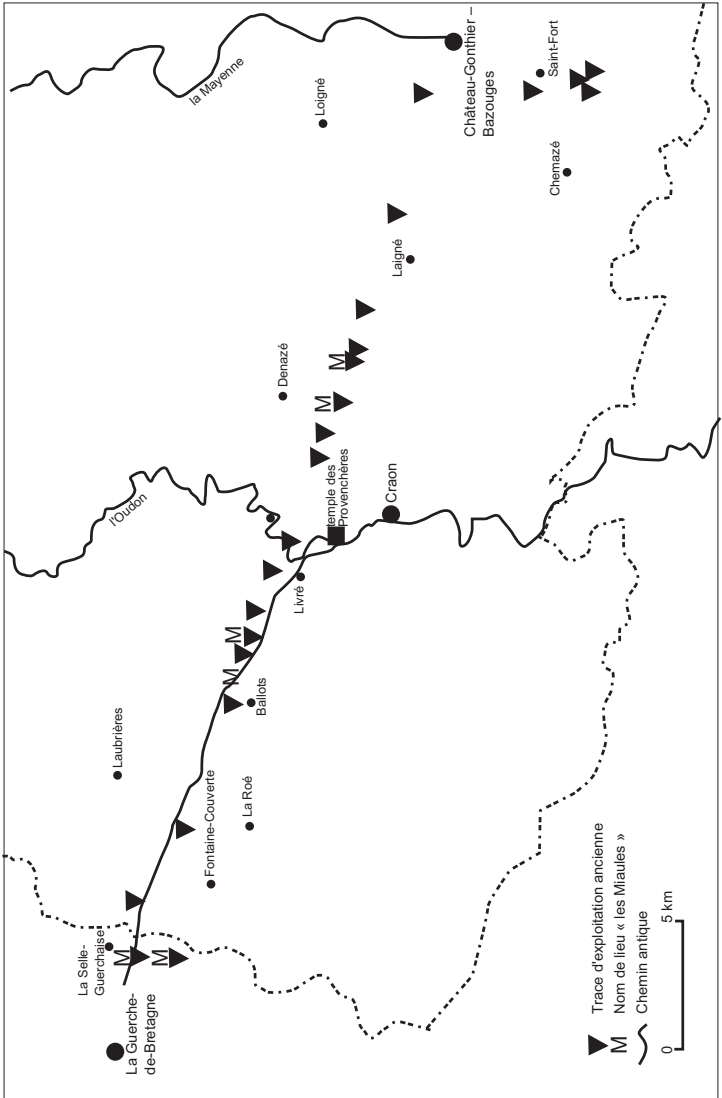 La Guerche-
de-Bretagne
La Selle-
Guerchaise
M
M
Laubrières
Fontaine-Couverte
La Roé
Ballots
M
M
Livré
l'Oudon
temple des
Provenchères
Craon
Denazé
M
M
Laigné
Loigné
la Mayenne
Château-Gonthier –
Bazouges
Saint-Fort
Chemazé
Trace d'exploitation ancienne
M Nom de lieu « les Miaules »
Chemin antique
0 5 km